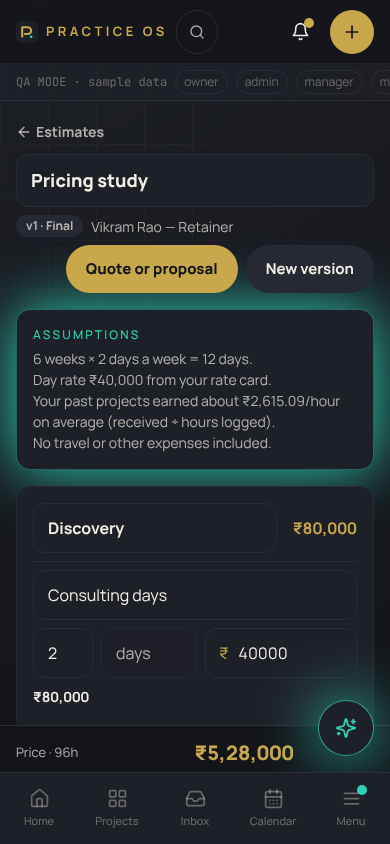 PRACTICE OS
QA MODE · sample data owner admin manager
← Estimates
Pricing study
v1 · Final Vikram Rao — Retainer
Quote or proposal New version
ASSUMPTIONS
6 weeks × 2 days a week = 12 days.
Day rate ₹40,000 from your rate card.
Your past projects earned about ₹2,615.09/hour
on average (received ÷ hours logged).
No travel or other expenses included.
Discovery ₹80,000
Consulting days
2 days ₹ 40000
₹80,000
Price · 96h ₹5,28,000
Home Projects Inbox Calendar Menu